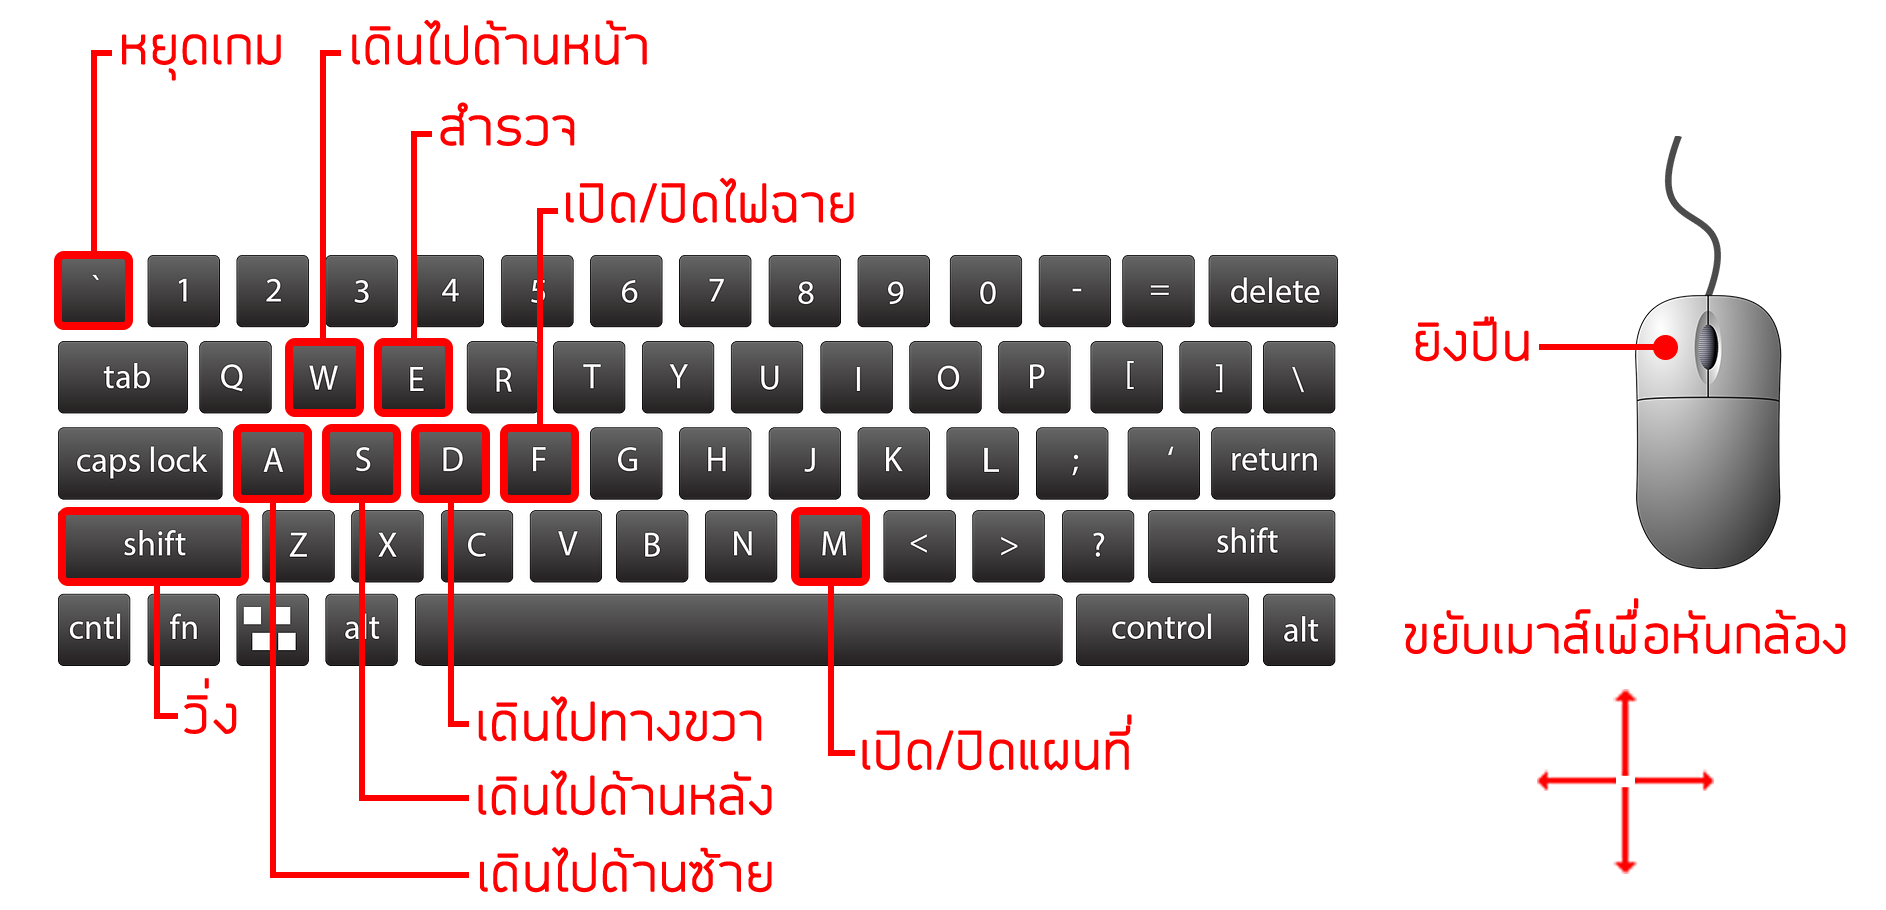 หยุดเกม
เดินไปด้านหน้า
สำรวจ
เปิด/ปิดไฟฉาย
` 1 2 3 4 5 6 7 8 9 0 - = delete
tab Q W E R T Y U I O P [ ] \
caps lock A S D F G H J K L ; ‘ return
shift Z X C V B N M < > ? shift
cntl fn alt control alt
วิ่ง
เดินไปทางขวา
เปิด/ปิดแผนที่
เดินไปด้านหลัง
เดินไปด้านซ้าย
ยิงปืน
ขยับเมาส์เพื่อหันกล้อง